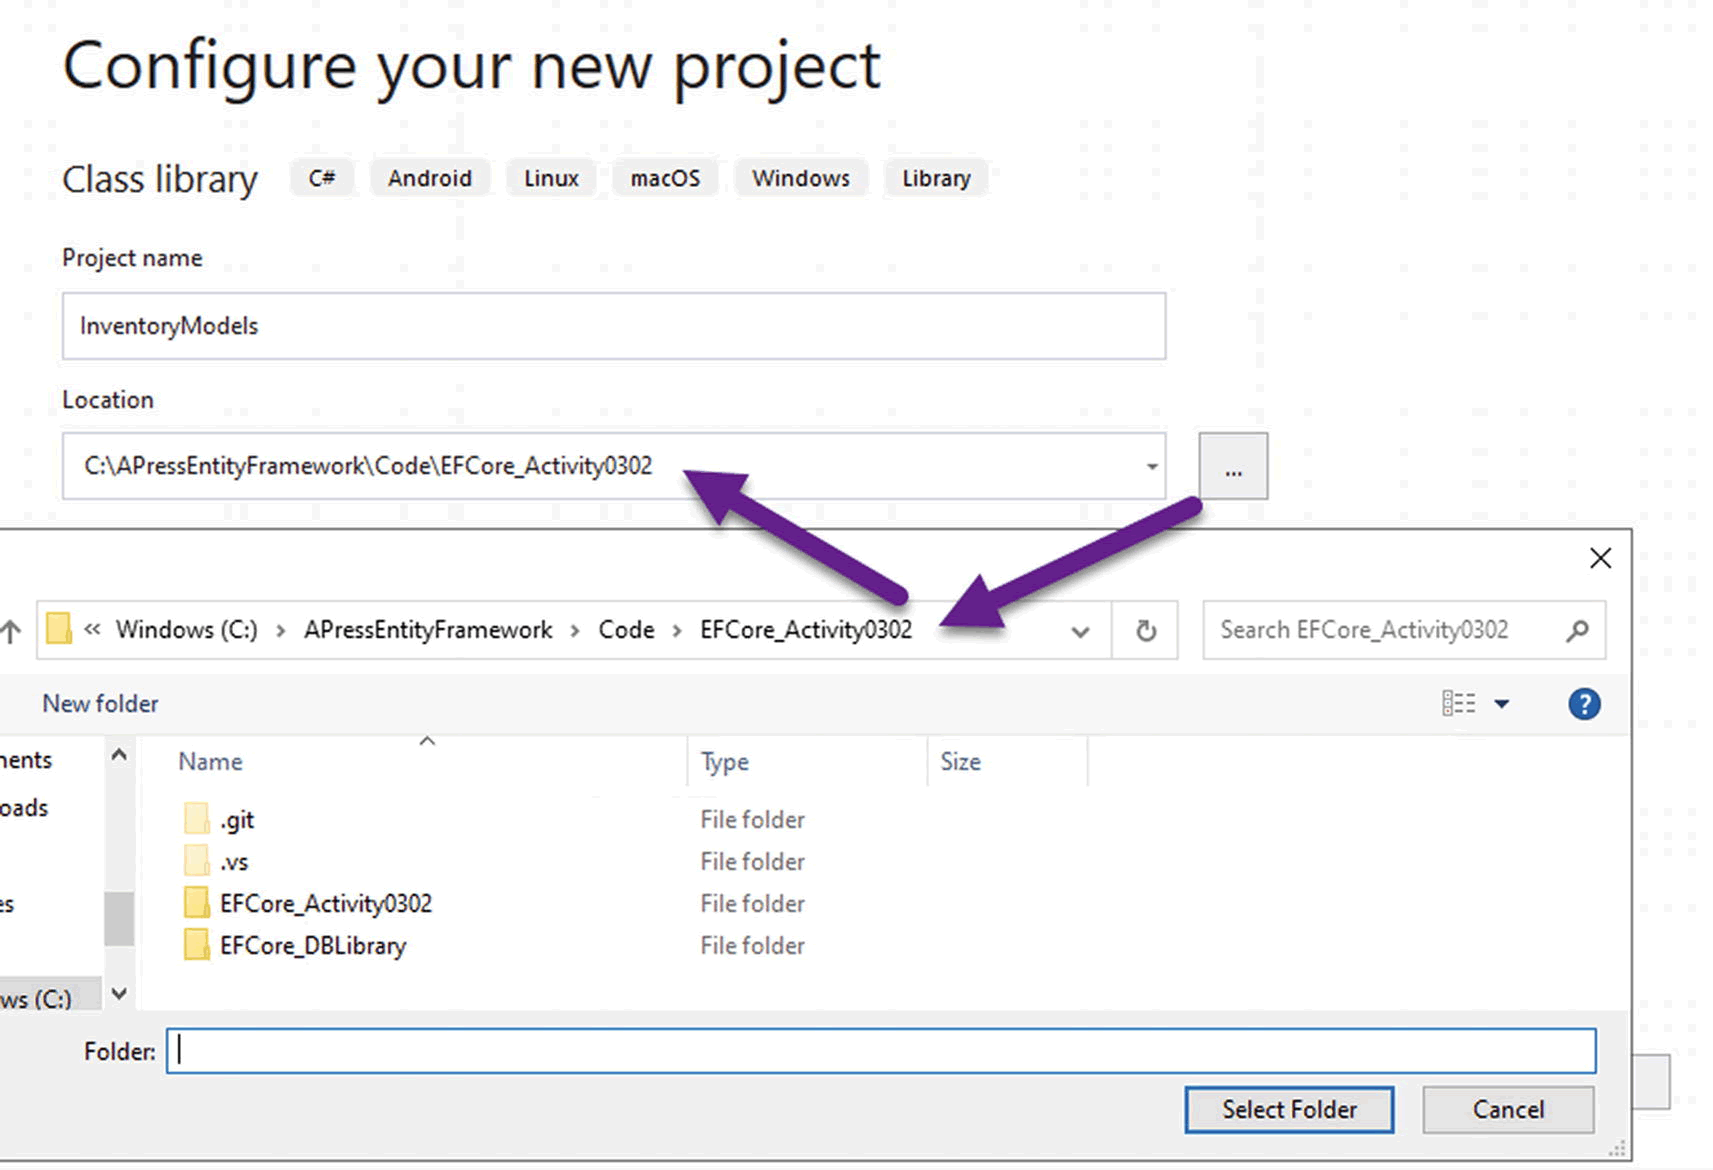 Configure your new project
Class library C# Android Linux macOS Windows Library
Project name
InventoryModels
Location
C:\APressEntityFramework\Code\EFCore_Activity0302
...
« Windows (C:) > APressEntityFramework > Code > EFCore_Activity0302
Search EFCore_Activity0302
New folder
?
nents
oads
es
ws (C:)
Name Type Size
.git File folder
.vs File folder
EFCore_Activity0302 File folder
EFCore_DBLibrary File folder
Folder:
Select Folder Cancel